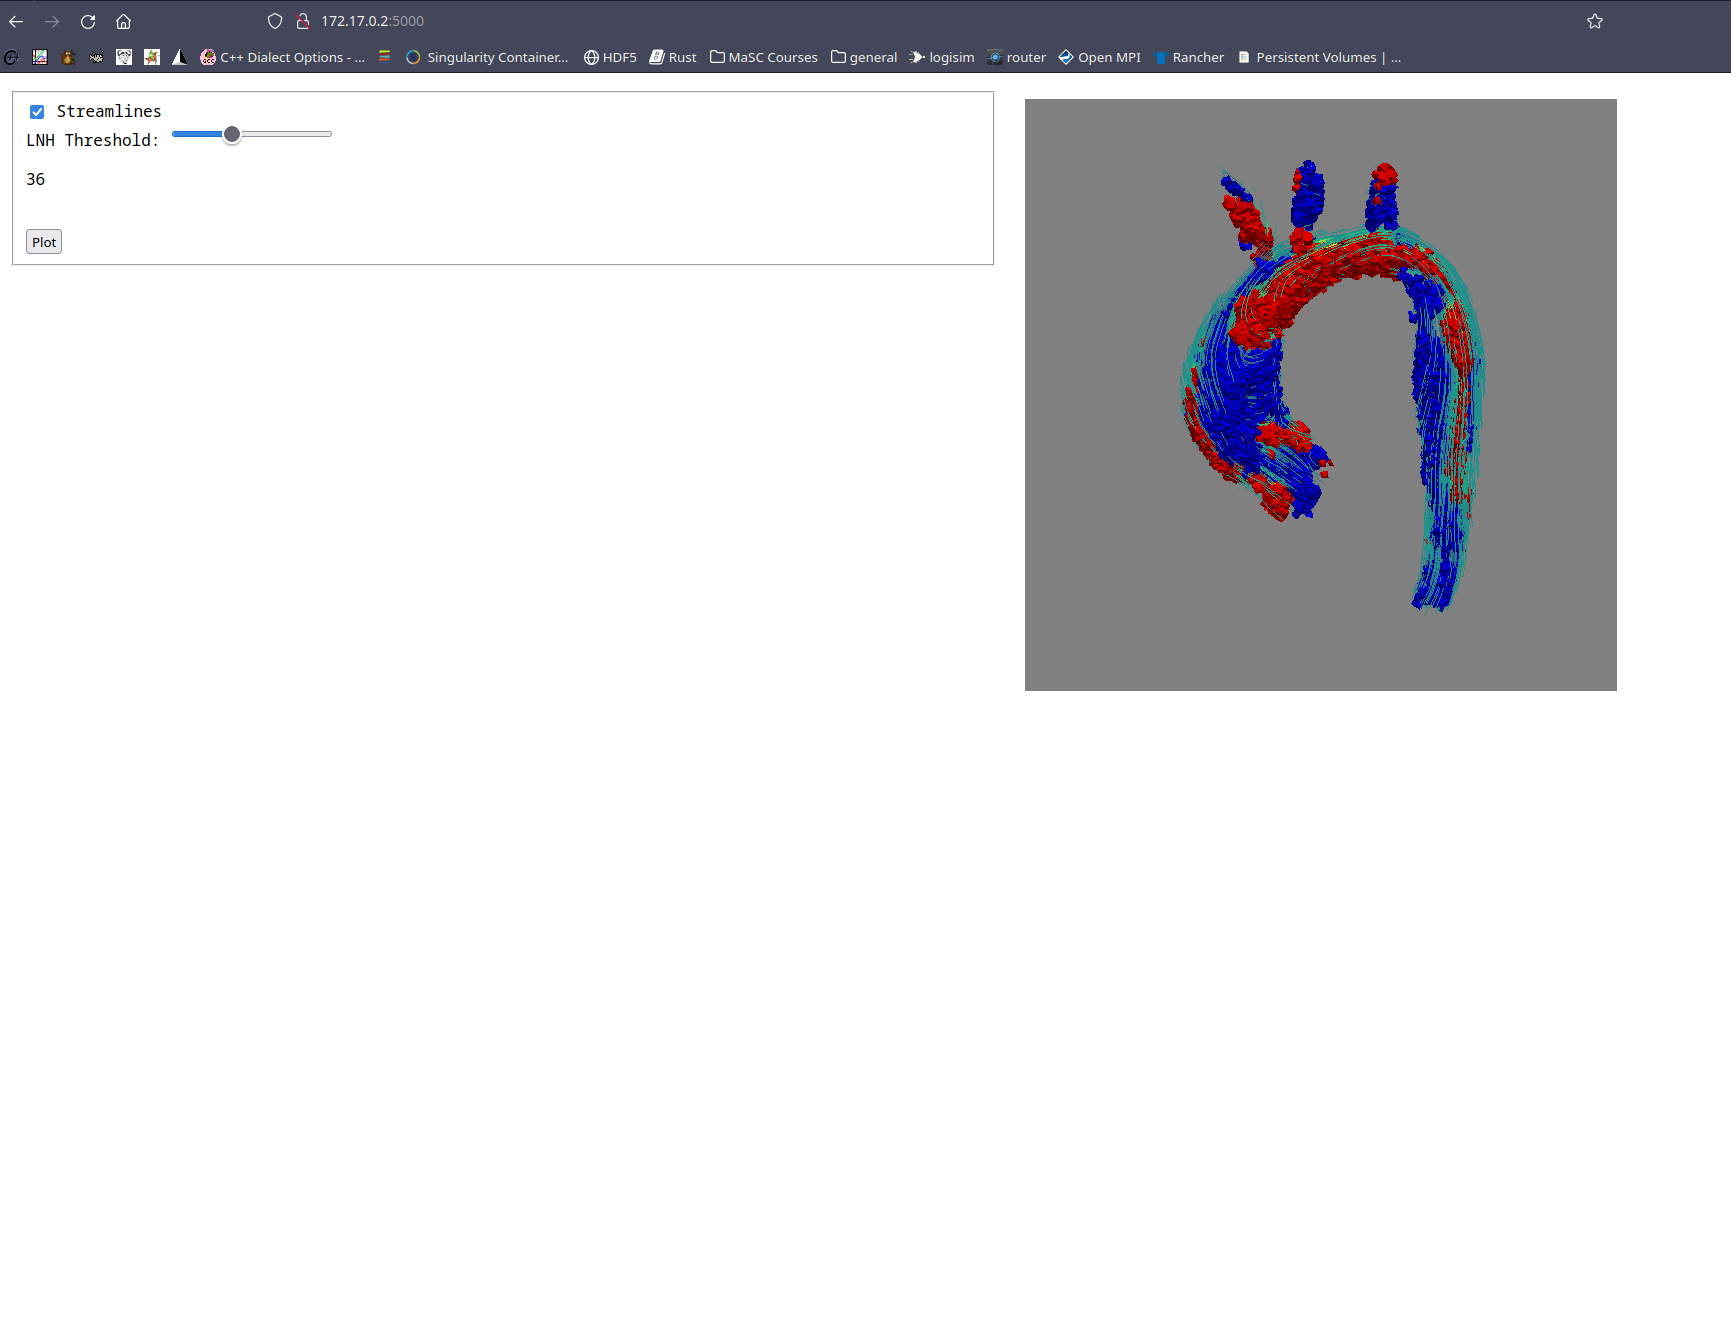 172.17.0.2:5000
C++ Dialect Options - ... Singularity Container... HDF5 Rust MaSC Courses general logisim router Open MPI Rancher Persistent Volumes | ...
Streamlines
LNH Threshold:
36
Plot